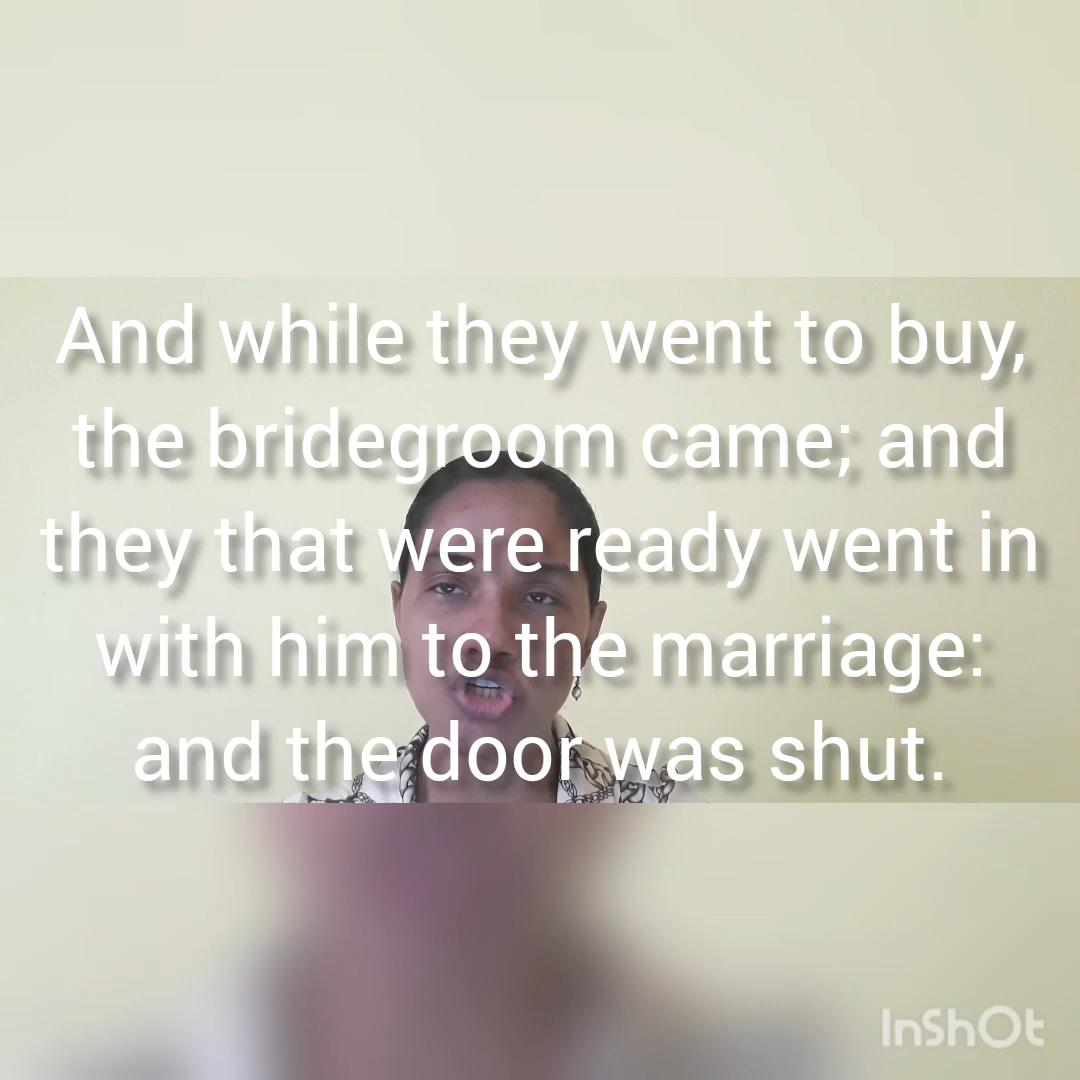 And while they went to buy,
the bridegroom came; and
they that were ready went in
with him to the marriage:
and the door was shut.
InShOt